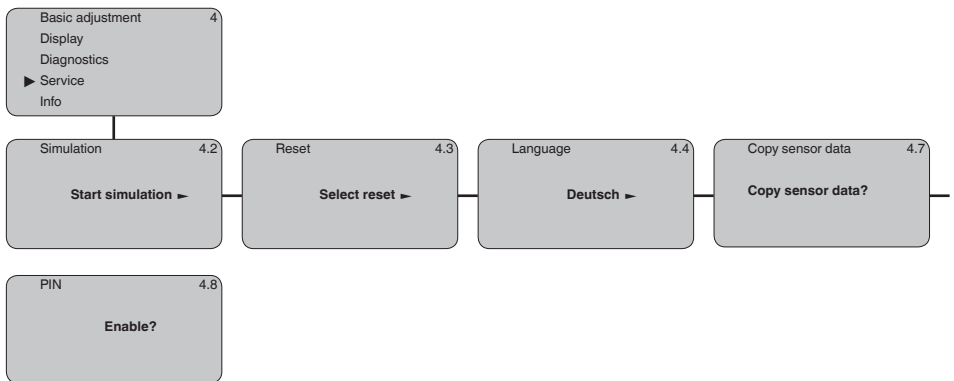 Basic adjustment 4
Display
Diagnostics
▶ Service
Info
Simulation 4.2
Start simulation ►
Reset 4.3
Select reset ►
Language 4.4
Deutsch ►
Copy sensor data 4.7
Copy sensor data?
PIN 4.8
Enable?